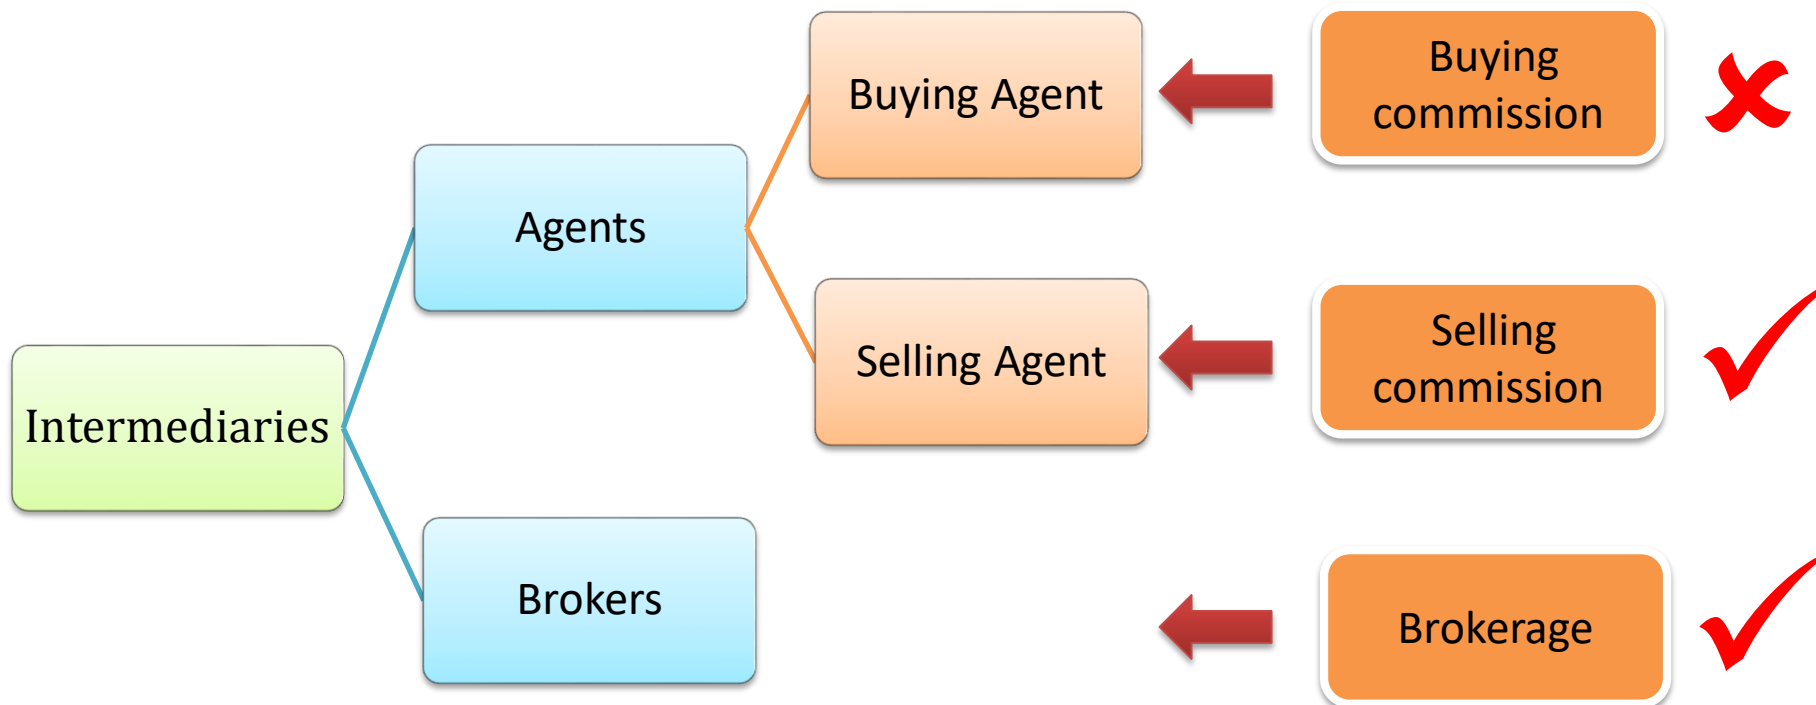 Buying Agent
Buying
commission
Agents
Selling Agent
Selling
commission
Intermediaries
Brokers
Brokerage